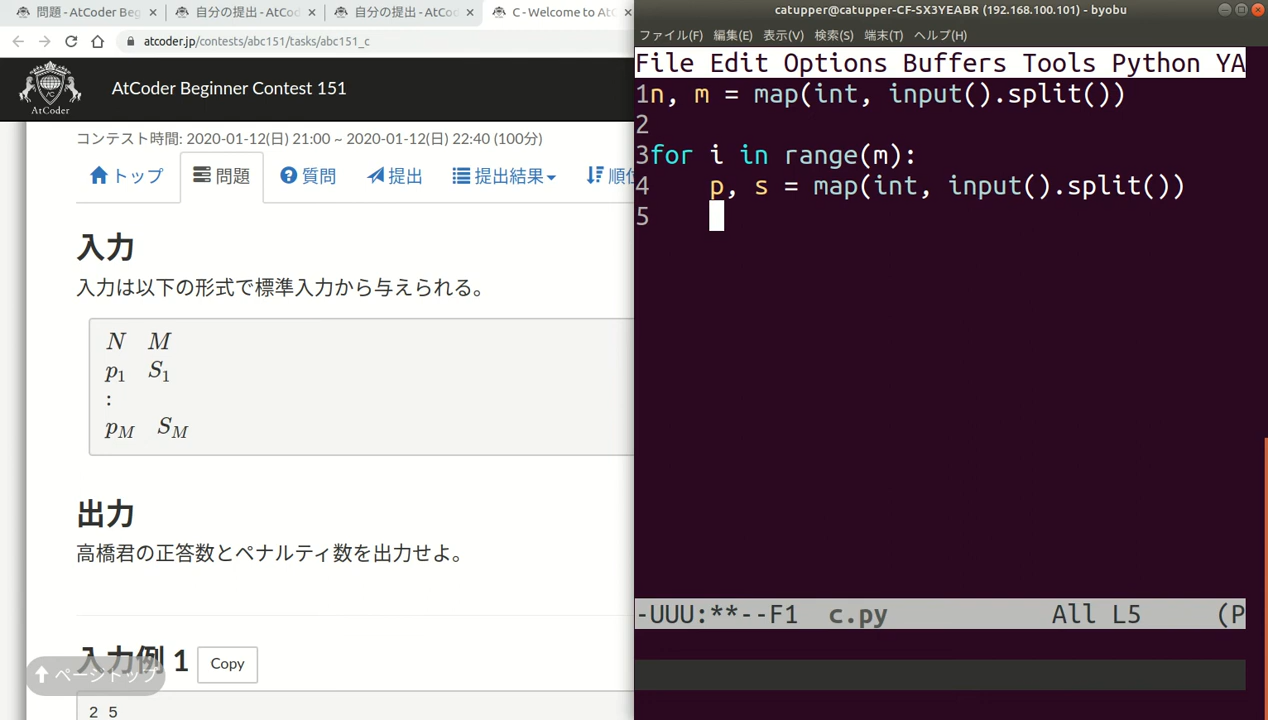 問題 - AtCoder Beg
自分の提出 - AtCod
自分の提出 - AtCod
C - Welcome to AtC
atcoder.jp/contests/abc151/tasks/abc151_c
AtCoder
AtCoder Beginner Contest 151
コンテスト時間: 2020-01-12(日) 21:00 ~ 2020-01-12(日) 22:40 (100分)
トップ
問題
質問
提出
提出結果
順位
入力
入力は以下の形式で標準入力から与えられる。
N M
p1 S1
:
pM SM
出力
高橋君の正答数とペナルティ数を出力せよ。
入力例 1
Copy
ページトップ
2 5
catupper@catupper-CF-SX3YEABR (192.168.100.101) - byobu
ファイル(F) 編集(E) 表示(V) 検索(S) 端末(T) ヘルプ(H)
File Edit Options Buffers Tools Python YA
1n, m = map(int, input().split())
2
3for i in range(m):
4    p, s = map(int, input().split())
5
-UUU:**--F1  c.py  All L5  (P